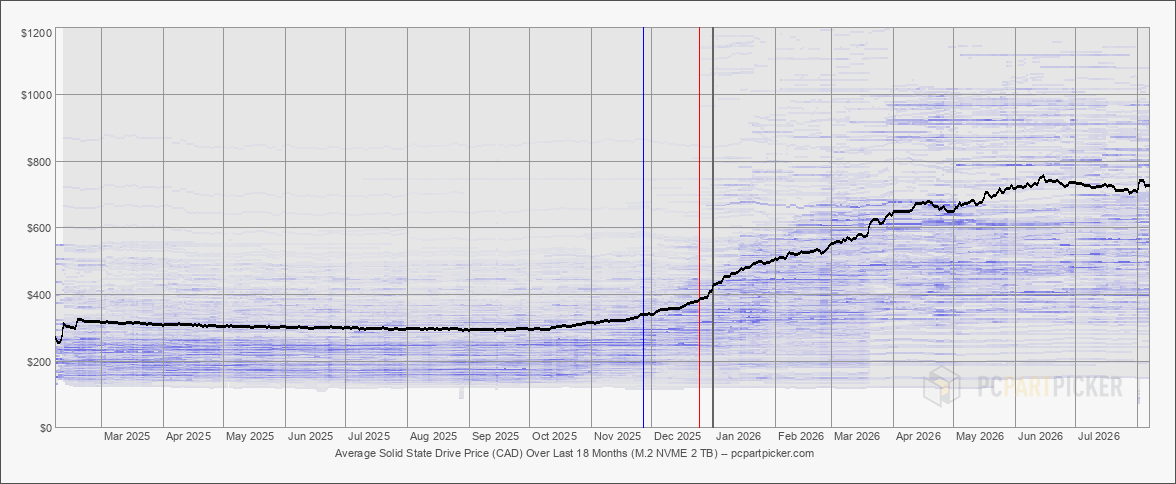 $1200
$1000
$800
$600
$400
$200
$0
PCPARTPICKER
Mar 2025 Apr 2025 May 2025 Jun 2025 Jul 2025 Aug 2025 Sep 2025 Oct 2025 Nov 2025 Dec 2025 Jan 2026 Feb 2026 Mar 2026 Apr 2026 May 2026 Jun 2026 Jul 2026
Average Solid State Drive Price (CAD) Over Last 18 Months (M.2 NVME 2 TB) -- pcpartpicker.com